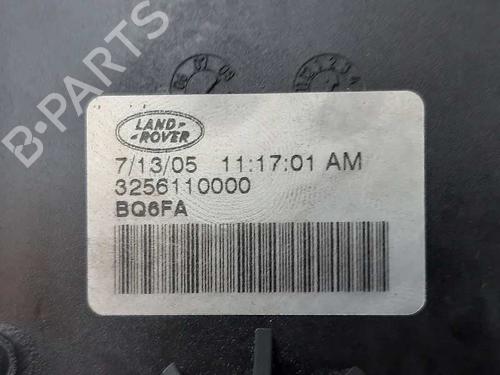 B-PARTS
LAND-
-ROVER
7/13/05 11:17:01 AM
3256110000
BQ6FA